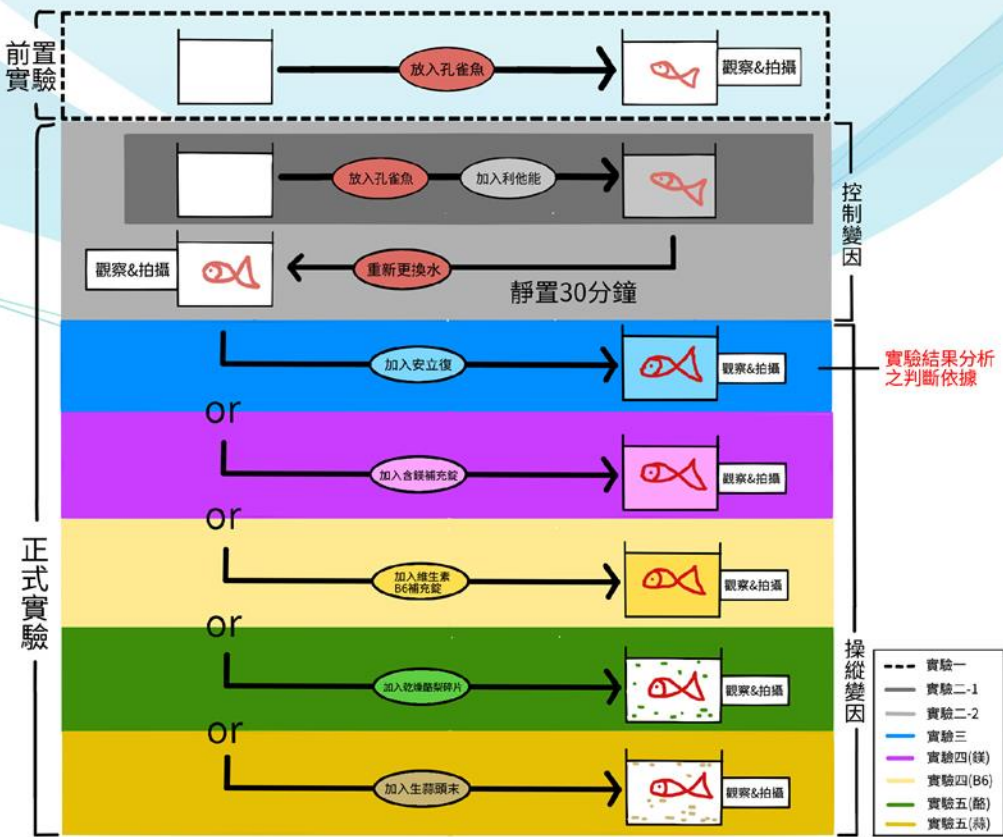 前置
實驗
放入孔雀魚
觀察&拍攝
放入孔雀魚
加入利他能
控制變因
觀察&拍攝
重新更換水
靜置30分鐘
正式實驗
加入安立復
觀察&拍攝
實驗結果分析
之判斷依據
or
加入含鎂補充錠
觀察&拍攝
or
加入維生素
B6補充錠
觀察&拍攝
or
加入乾燥酪梨碎片
觀察&拍攝
操縱變因
or
加入生蒜頭末
觀察&拍攝
實驗一
實驗二-1
實驗二-2
實驗三
實驗四(鎂)
實驗四(B6)
實驗五(酪)
實驗五(蒜)